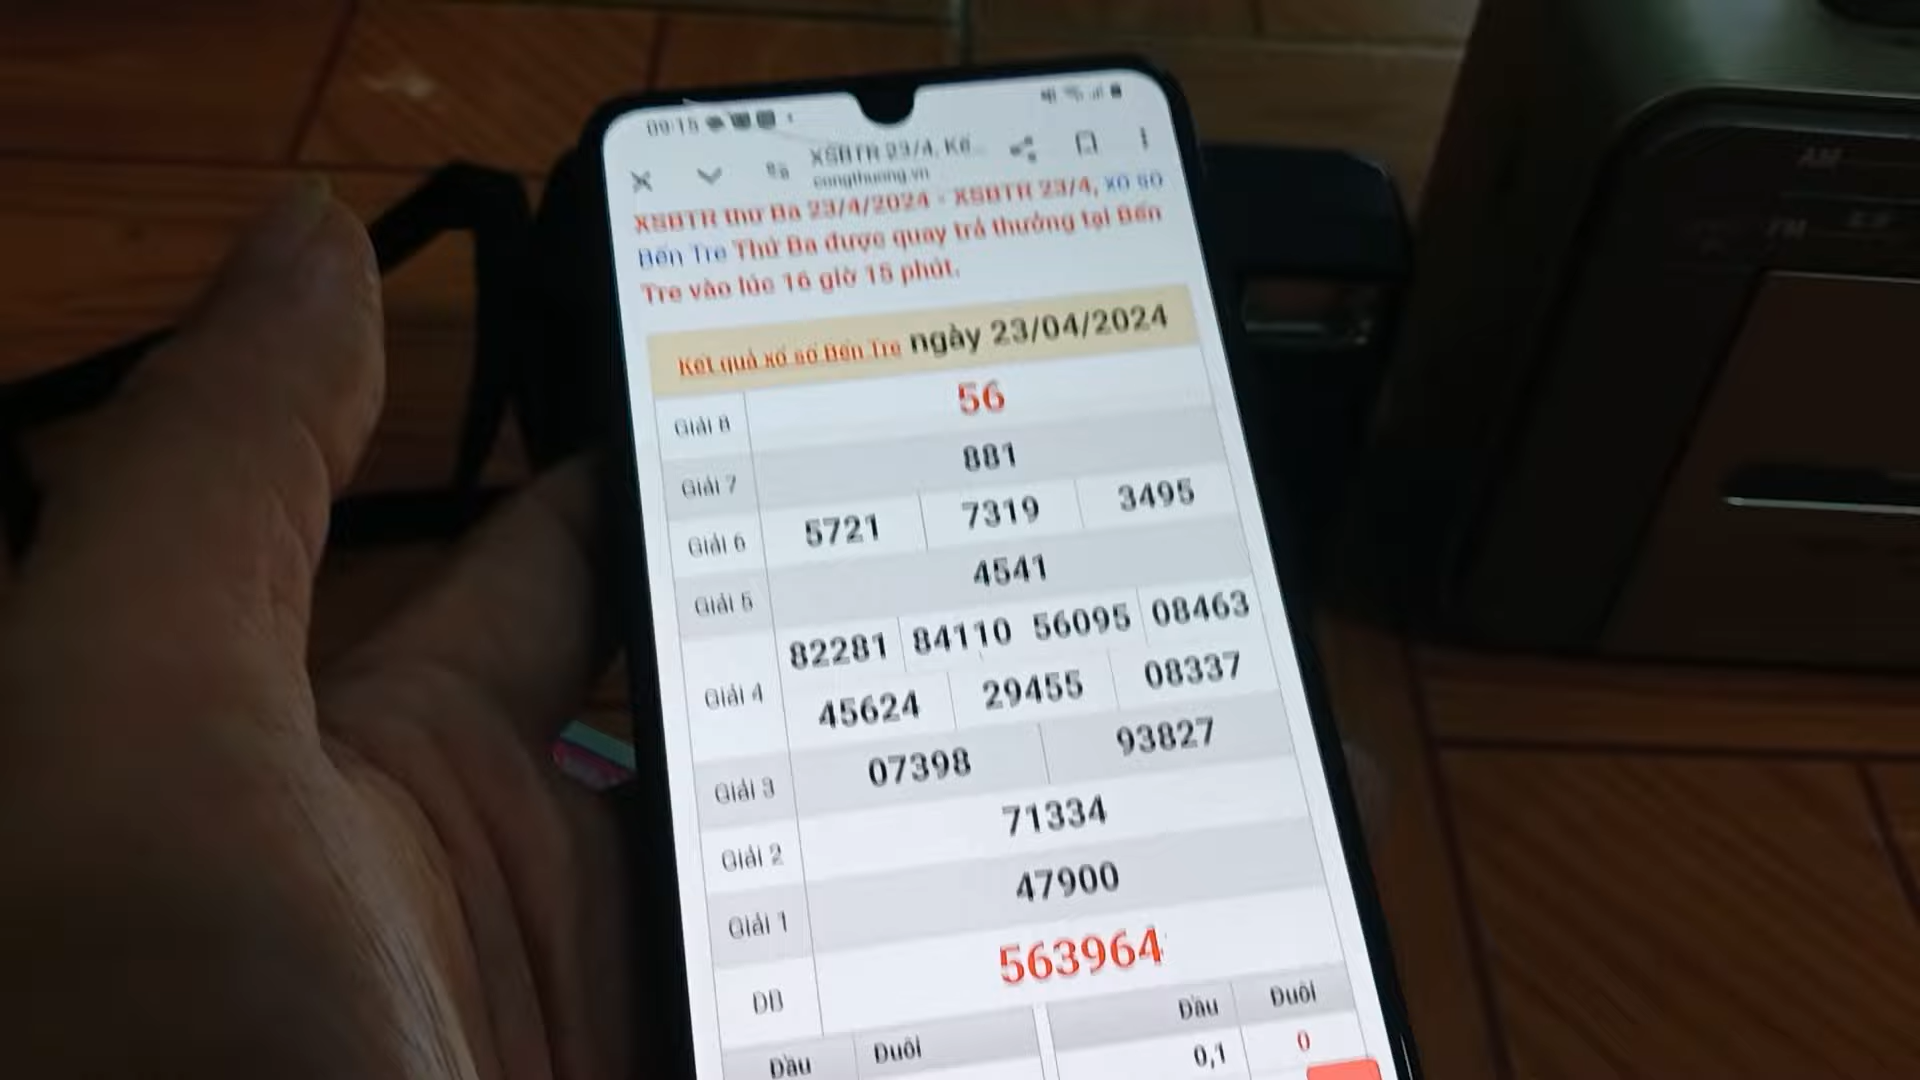 09:15
XSBTR 23/4, Kế...
congthuong.vn
XSBTR thứ Ba 23/4/2024 - XSBTR 23/4, xổ số
Bến Tre Thứ Ba được quay trả thưởng tại Bến
Tre vào lúc 16 giờ 15 phút.
Kết quả xổ số Bến Tre ngày 23/04/2024
Giải 8 56
Giải 7 881
Giải 6 5721 7319 3495
Giải 5 4541
Giải 4 82281 84110 56095 08463
45624 29455 08337
Giải 3 07398 93827
Giải 2 71334
Giải 1 47900
ĐB 563964
Đầu Đuôi Đầu Đuôi
0,1 0
AM
FM